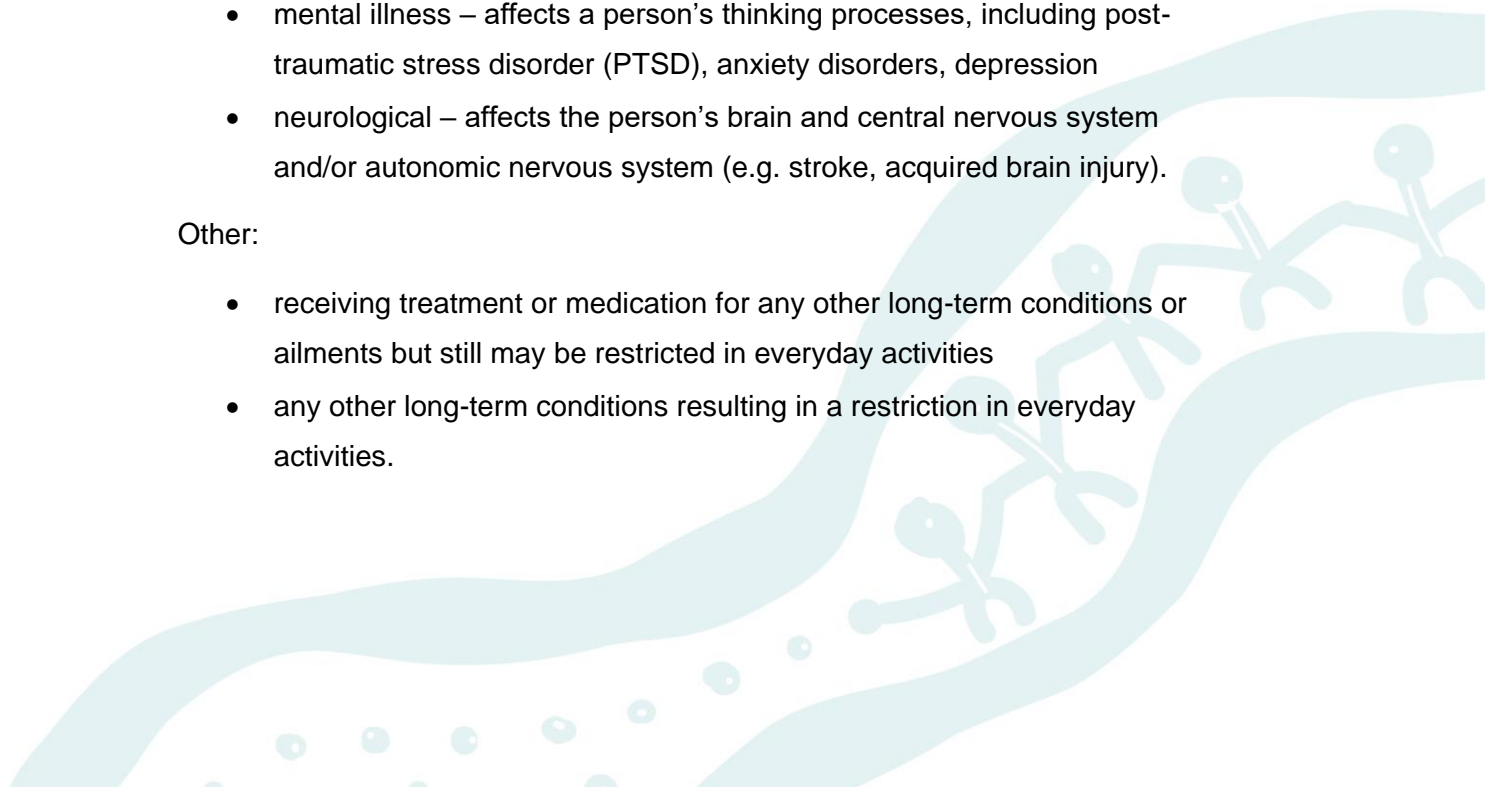 • mental illness – affects a person’s thinking processes, including post-
traumatic stress disorder (PTSD), anxiety disorders, depression
• neurological – affects the person’s brain and central nervous system
and/or autonomic nervous system (e.g. stroke, acquired brain injury).
Other:
• receiving treatment or medication for any other long-term conditions or
ailments but still may be restricted in everyday activities
• any other long-term conditions resulting in a restriction in everyday
activities.